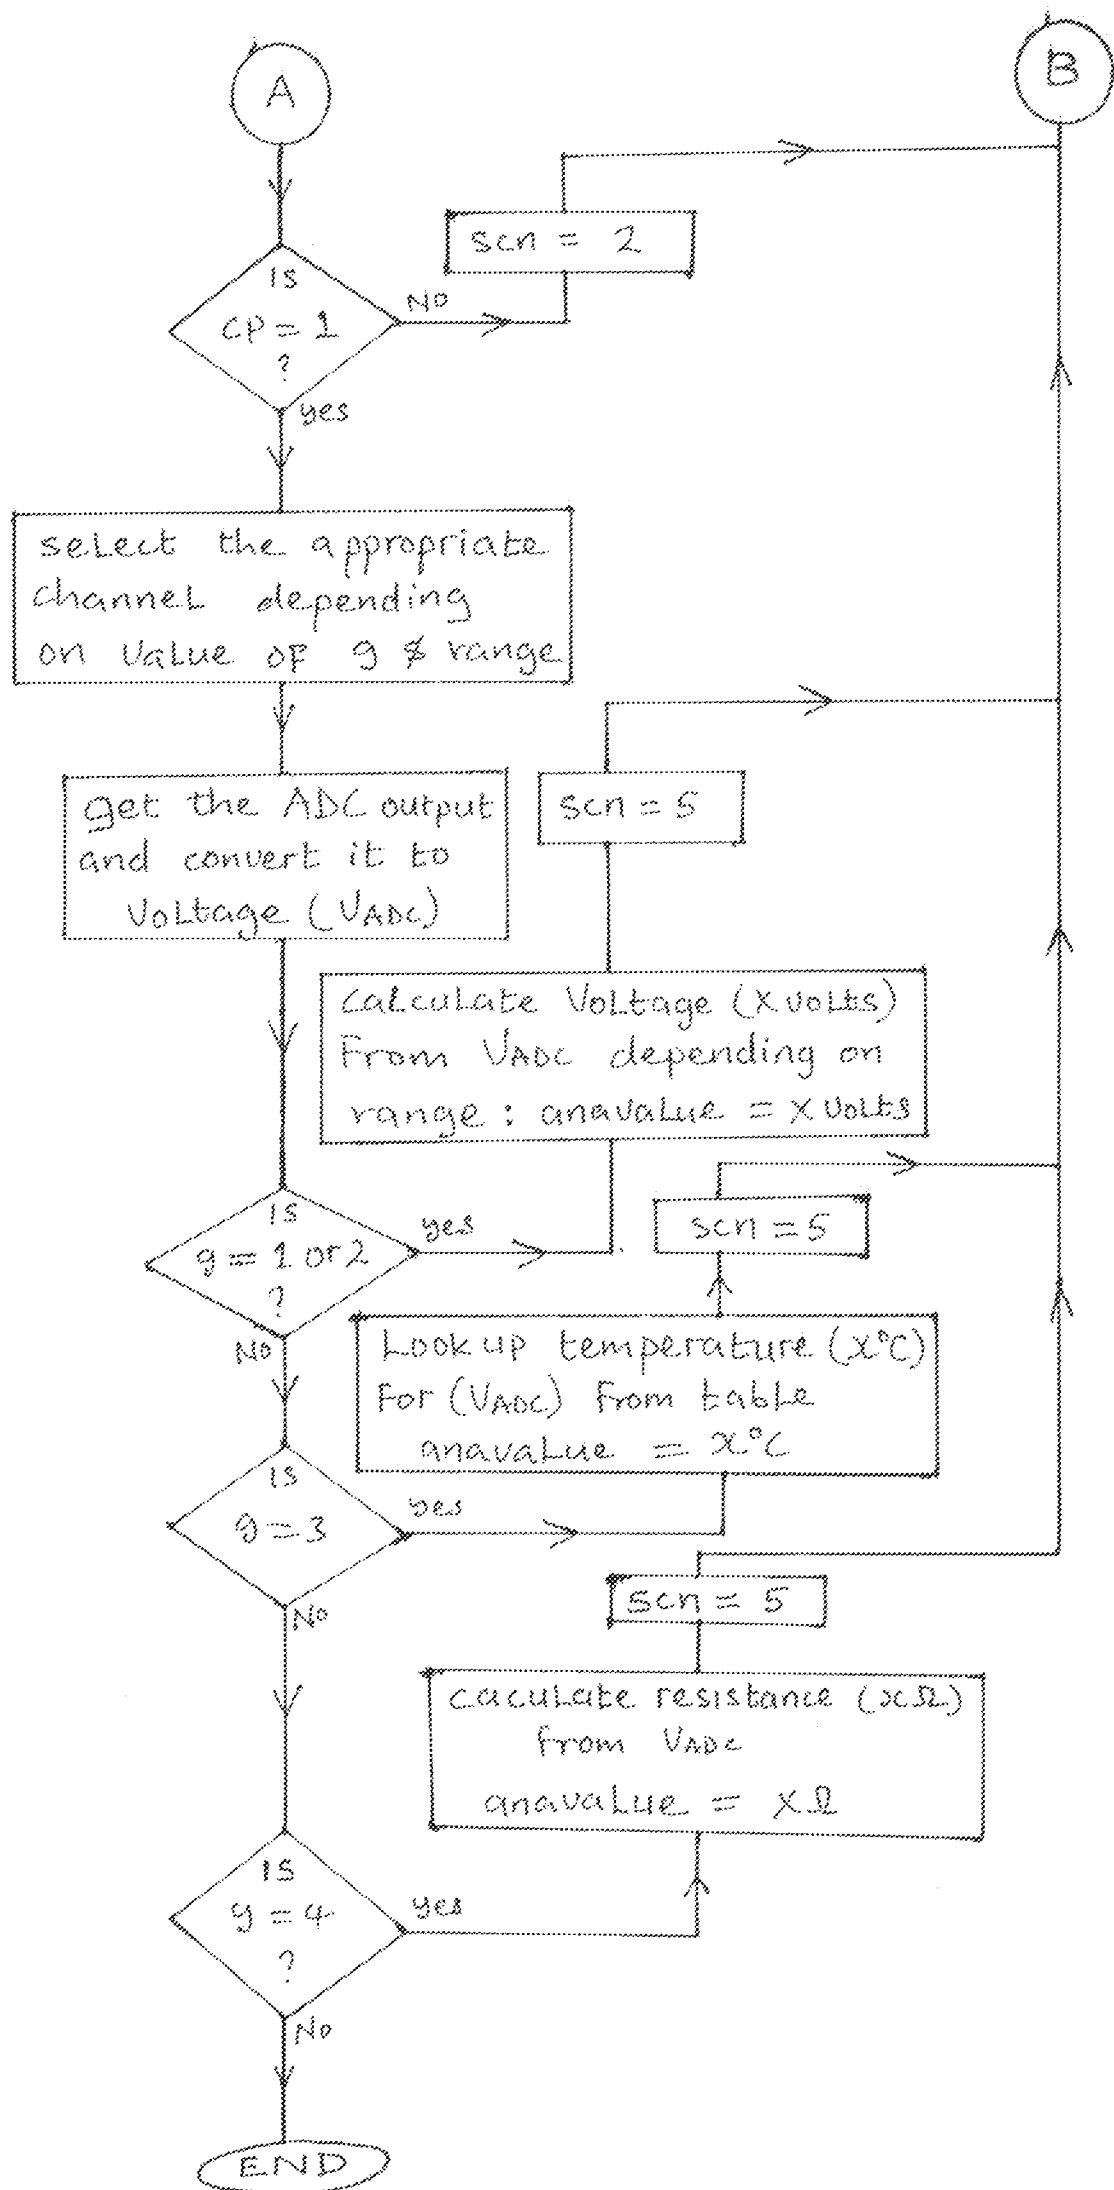 A
B
scn = 2
IS
CP = 1
?
NO
yes
select the appropriate
channel depending
on value of g & range
get the ADC output
and convert it to
Voltage (VADC)
scn = 5
Calculate Voltage (X volts)
From VADC depending on
range : anavalue = X volts
IS
g = 1 or 2
?
yes
NO
scn = 5
Look up temperature (x°C)
For (VADC) from table
anavalue = x°C
IS
g = 3
yes
NO
scn = 5
caculate resistance (xΩ)
from VADC
anavalue = XΩ
IS
g = 4
?
yes
NO
END